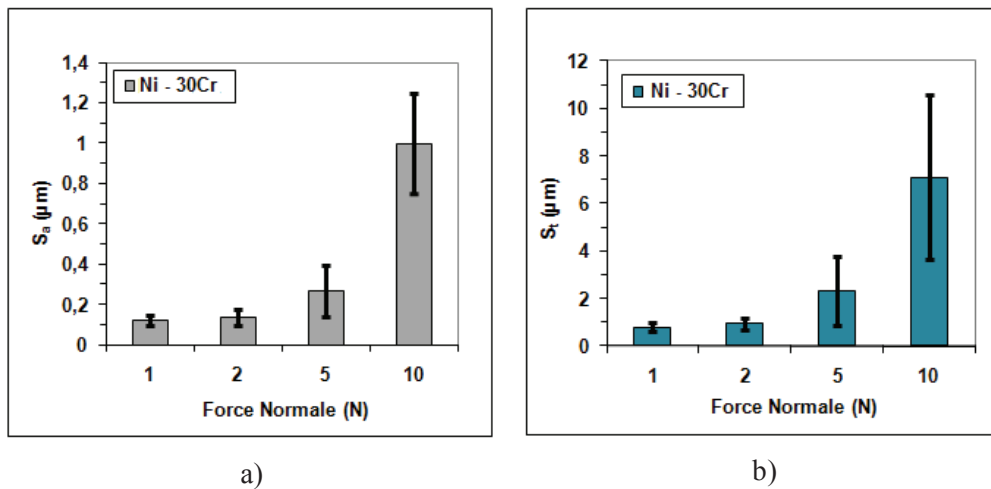 1,4
Ni - 30Cr
1,2
1
0,8
0,6
0,4
0,2
0
Sa (µm)
1 2 5 10
Force Normale (N)
a)
12
Ni - 30Cr
10
8
6
4
2
0
St (µm)
1 2 5 10
Force Normale (N)
b)